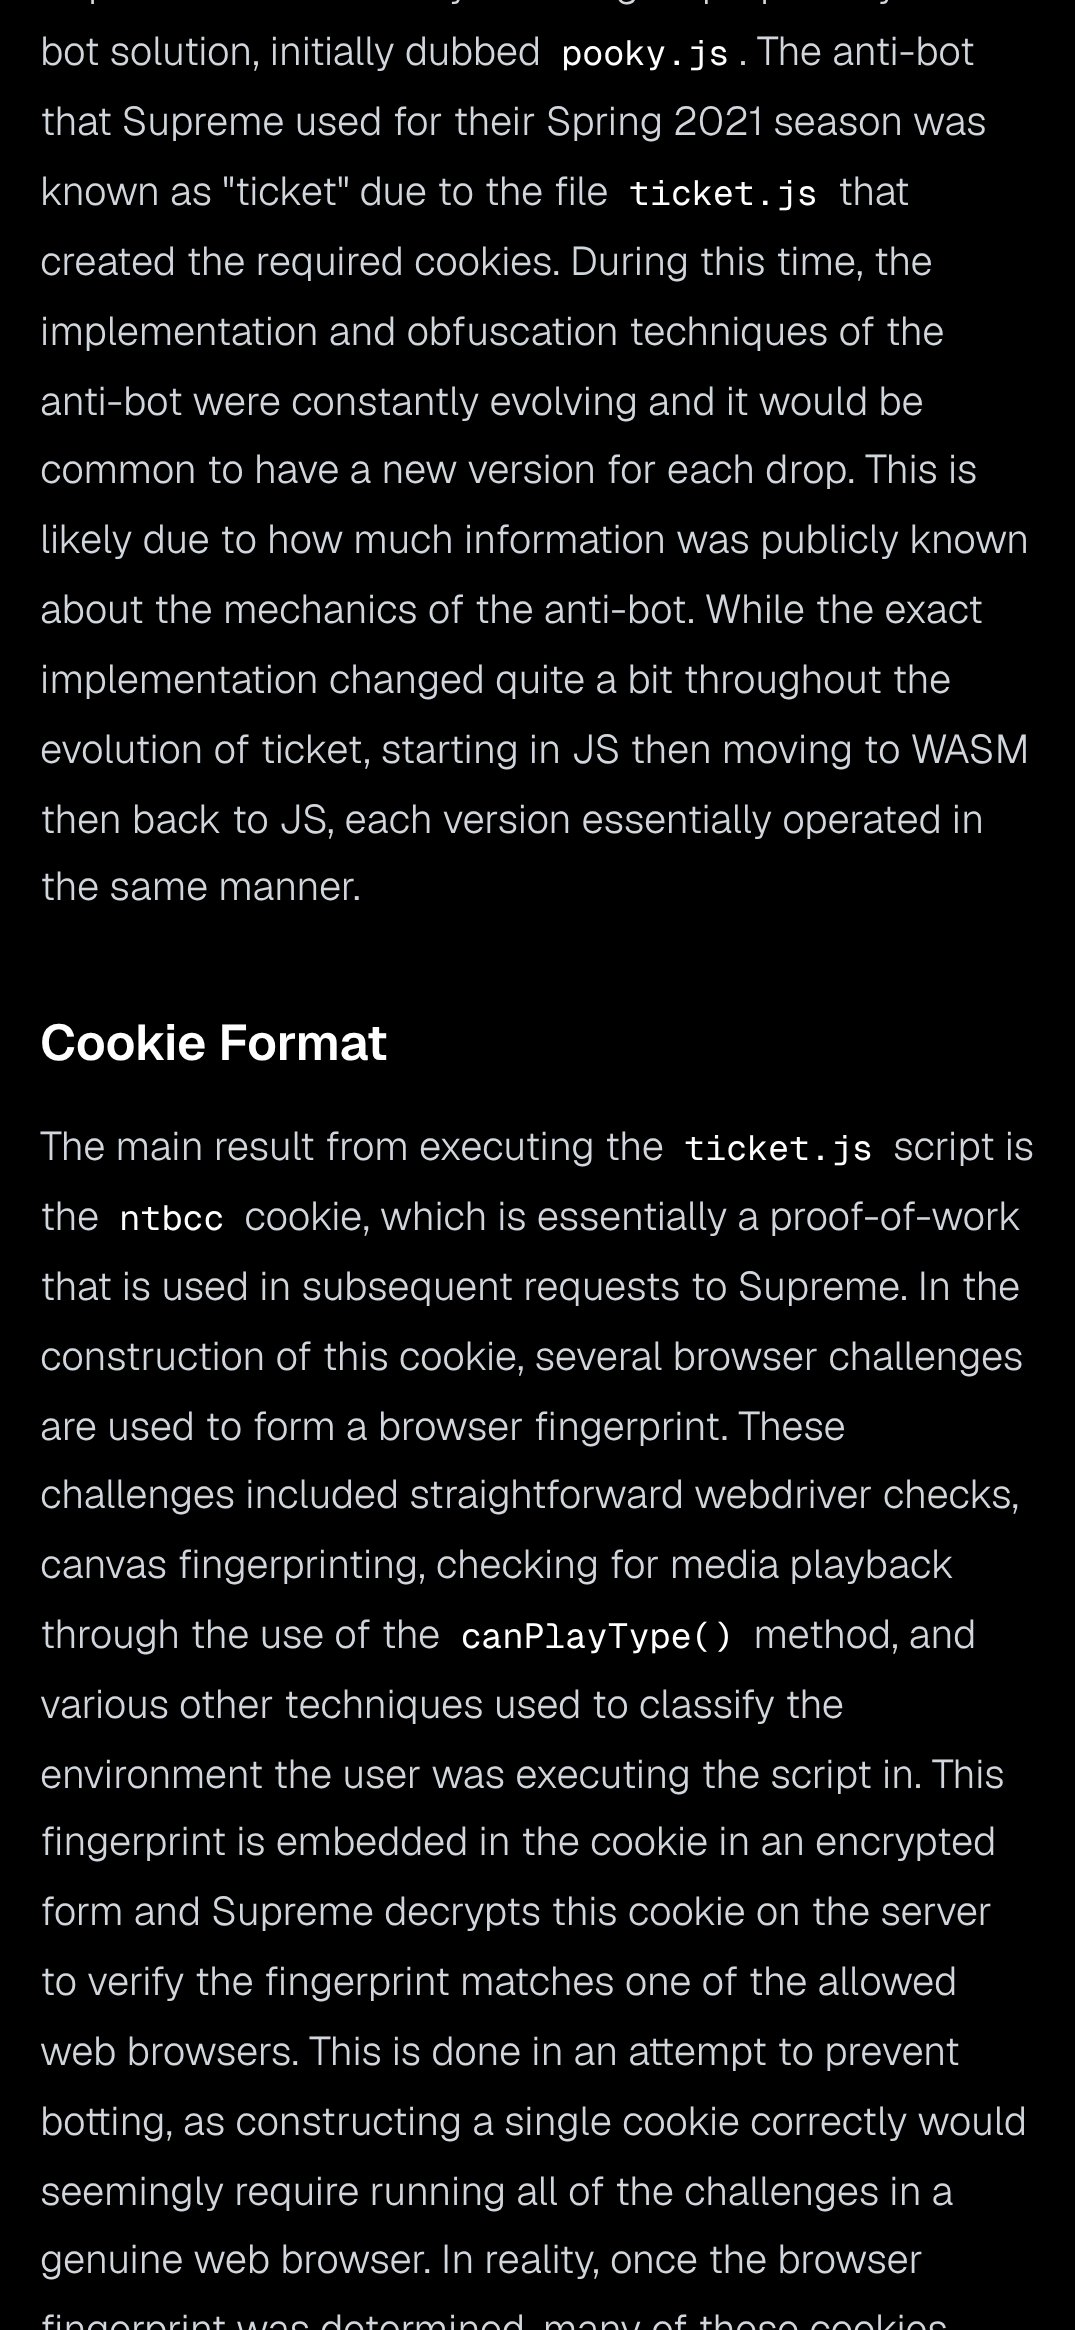 bot solution, initially dubbed pooky.js. The anti-bot
that Supreme used for their Spring 2021 season was
known as "ticket" due to the file ticket.js that
created the required cookies. During this time, the
implementation and obfuscation techniques of the
anti-bot were constantly evolving and it would be
common to have a new version for each drop. This is
likely due to how much information was publicly known
about the mechanics of the anti-bot. While the exact
implementation changed quite a bit throughout the
evolution of ticket, starting in JS then moving to WASM
then back to JS, each version essentially operated in
the same manner.
Cookie Format
The main result from executing the ticket.js script is
the ntbcc cookie, which is essentially a proof-of-work
that is used in subsequent requests to Supreme. In the
construction of this cookie, several browser challenges
are used to form a browser fingerprint. These
challenges included straightforward webdriver checks,
canvas fingerprinting, checking for media playback
through the use of the canPlayType() method, and
various other techniques used to classify the
environment the user was executing the script in. This
fingerprint is embedded in the cookie in an encrypted
form and Supreme decrypts this cookie on the server
to verify the fingerprint matches one of the allowed
web browsers. This is done in an attempt to prevent
botting, as constructing a single cookie correctly would
seemingly require running all of the challenges in a
genuine web browser. In reality, once the browser
fingerprint was determined, many of these cookies